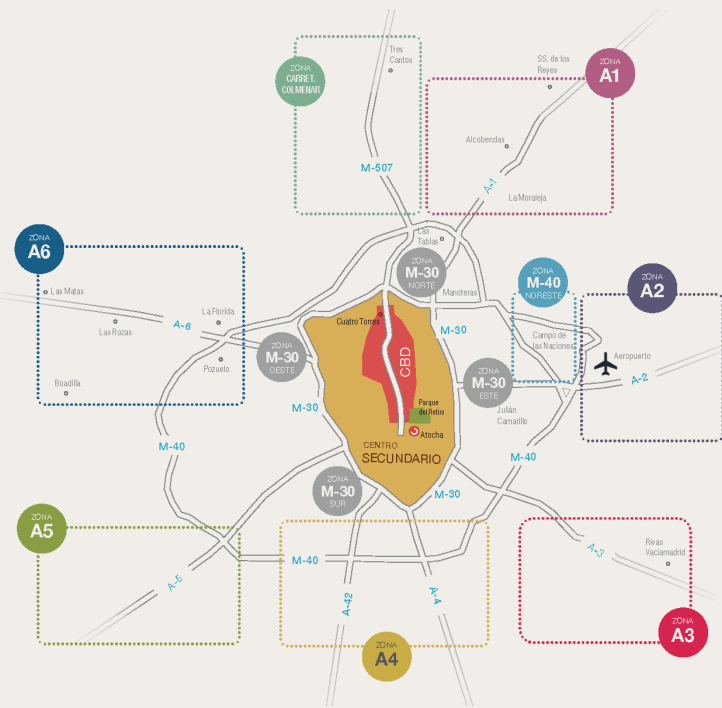 ZONA
CARRET.
COLMENAR
Tres
Cantos
SS. de los
Reyes
ZONA
A1
Alcobendas
M-507
A-1
La Moraleja
ZONA
A6
Las
Tablas
ZONA
M-30
NORTE
Manoteras
ZONA
M-40
NORESTE
ZONA
A2
Las Matas
La Florida
Las Rozas
A-6
Cuatro Torres
M-30
Campo de
las Naciones
ZONA
M-30
OESTE
Pozuelo
CBD
Aeropuerto
A-2
Boadilla
ZONA
M-30
ESTE
M-30
Parque
del Retiro
Julián
Camarillo
Atocha
M-40
CENTRO
SECUNDARIO
M-40
ZONA
M-30
SUR
M-30
ZONA
A5
Rivas
Vaciamadrid
A-3
M-40
A-5
A-42
A-4
ZONA
A3
ZONA
A4